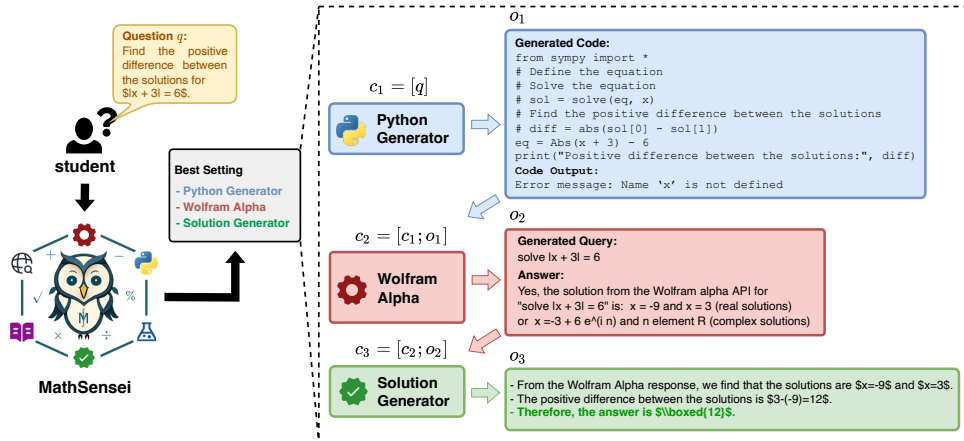 Question q:
Find the positive
difference between
the solutions for
$lx + 3l = 6$.
?
student
MathSensei
+
−
√
%
×
÷
M
Best Setting
- Python Generator
- Wolfram Alpha
- Solution Generator
c₁ = [q]
Python
Generator
o₁
Generated Code:
from sympy import *
# Define the equation
# Solve the equation
# sol = solve(eq, x)
# Find the positive difference between the solutions
# diff = abs(sol[0] - sol[1])
eq = Abs(x + 3) - 6
print("Positive difference between the solutions:", diff)
Code Output:
Error message: Name ‘x’ is not defined
c₂ = [c₁; o₁]
Wolfram
Alpha
o₂
Generated Query:
solve lx + 3l = 6
Answer:
Yes, the solution from the Wolfram alpha API for
"solve lx + 3l = 6" is:  x = -9 and x = 3 (real solutions)
or  x =-3 + 6 e^(i n) and n element R (complex solutions)
c₃ = [c₂; o₂]
Solution
Generator
o₃
- From the Wolfram Alpha response, we find that the solutions are $x=-9$ and $x=3$.
- The positive difference between the solutions is $3-(-9)=12$.
- Therefore, the answer is $\\boxed{12}$.